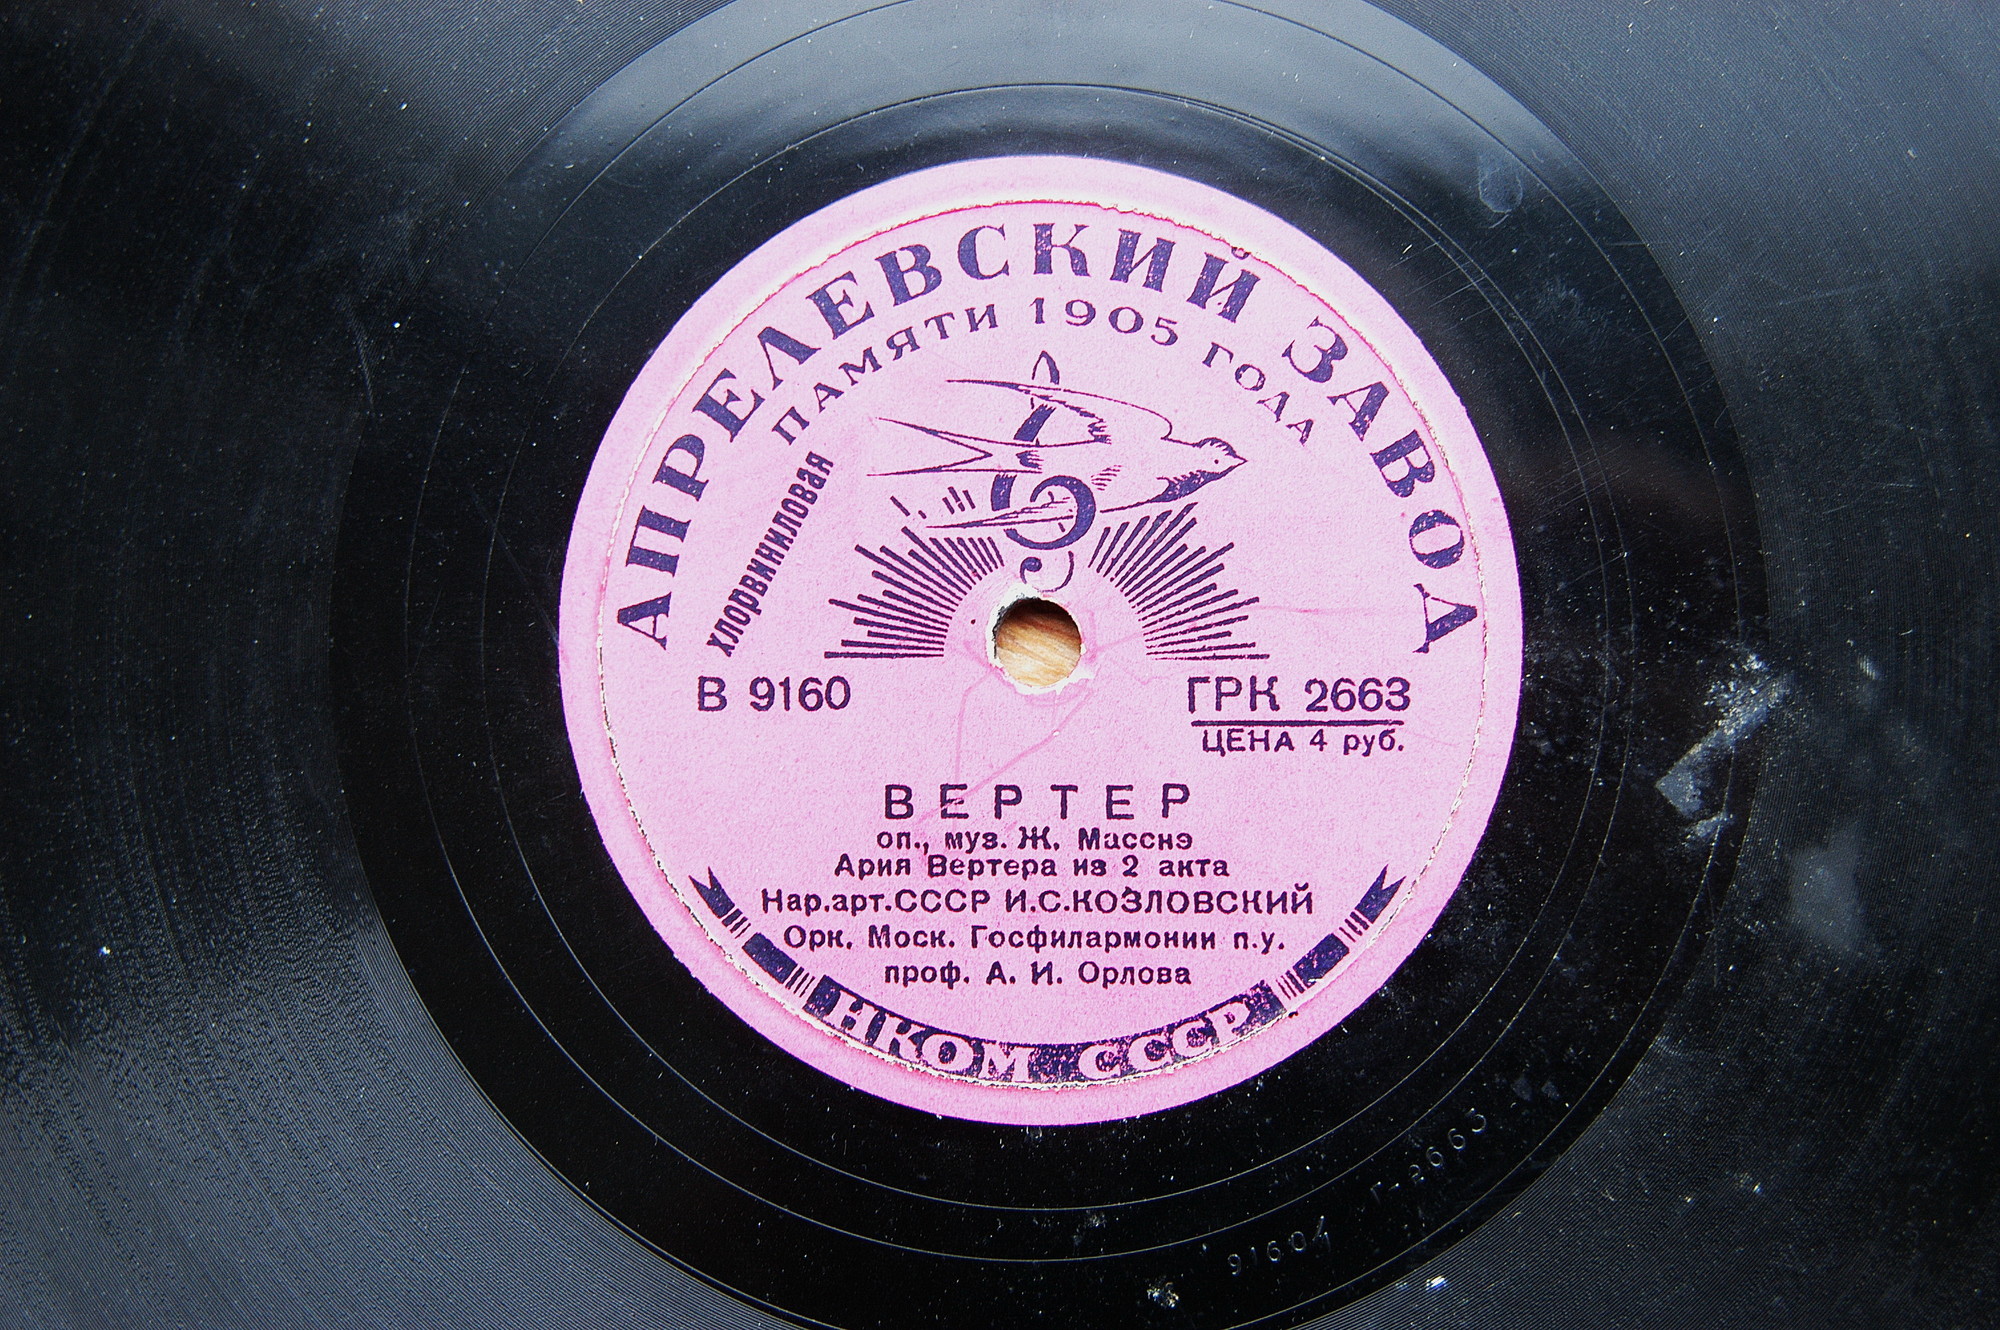 АПРЕЛЕВСКИЙ ЗАВОД
ПАМЯТИ 1905 ГОДА
ХЛОРВИНИЛОВАЯ
В 9160
ГРК 2663
ЦЕНА 4 руб.
ВЕРТЕР
оп., муз. Ж. Масснэ
Ария Вертера из 2 акта
Нар.арт.СССР И.С.КОЗЛОВСКИЙ
Орк. Моск. Госфилармонии п.у.
проф. А. И. Орлова
НКОМ СССР